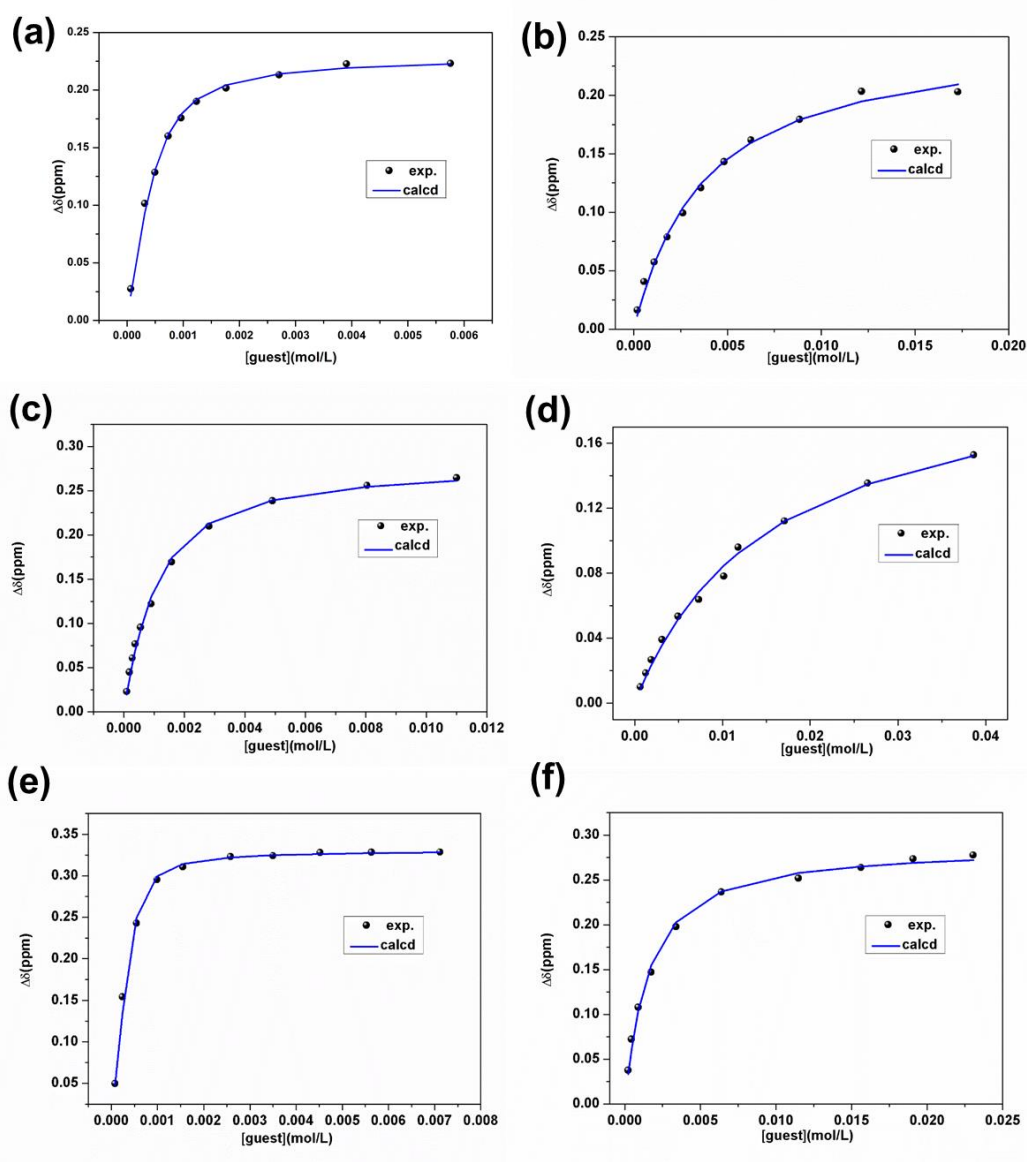 (a)
0.25
0.20
0.15
0.10
0.05
0.00
Δδ(ppm)
exp.
calcd
0.000 0.001 0.002 0.003 0.004 0.005 0.006
[guest](mol/L)
(b)
0.25
0.20
0.15
0.10
0.05
0.00
Δδ(ppm)
exp.
calcd
0.000 0.005 0.010 0.015 0.020
[guest](mol/L)
(c)
0.30
0.25
0.20
0.15
0.10
0.05
0.00
Δδ(ppm)
exp.
calcd
0.000 0.002 0.004 0.006 0.008 0.010 0.012
[guest](mol/L)
(d)
0.16
0.12
0.08
0.04
0.00
Δδ(ppm)
exp.
calcd
0.00 0.01 0.02 0.03 0.04
[guest](mol/L)
(e)
0.35
0.30
0.25
0.20
0.15
0.10
0.05
Δδ(ppm)
exp.
calcd
0.000 0.001 0.002 0.003 0.004 0.005 0.006 0.007 0.008
[guest](mol/L)
(f)
0.30
0.25
0.20
0.15
0.10
0.05
0.00
Δδ(ppm)
exp.
calcd
0.000 0.005 0.010 0.015 0.020 0.025
[guest](mol/L)